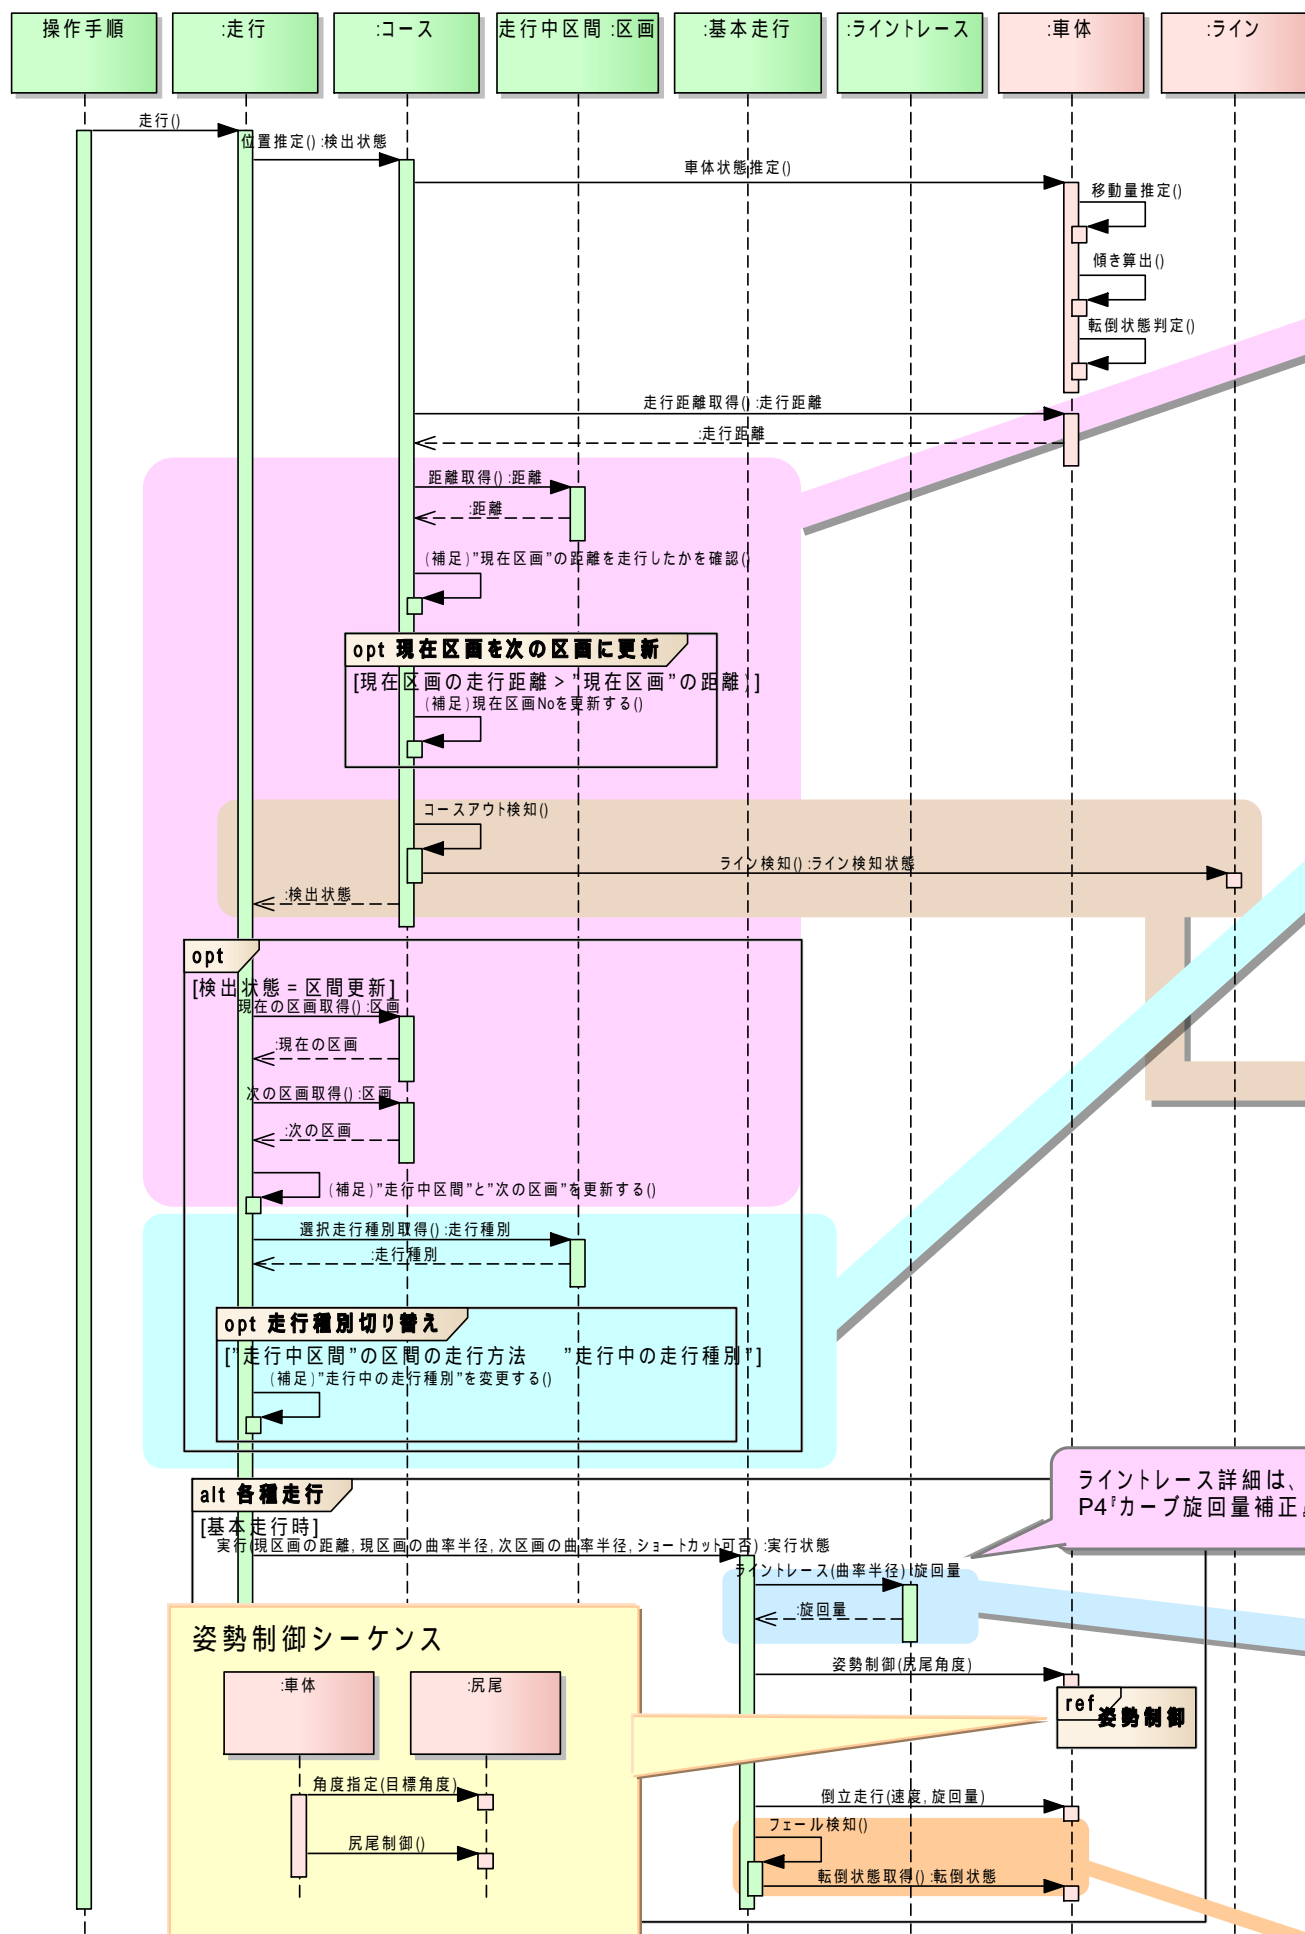 操作手順
:走行
:コース
走行中区間 :区画
:基本走行
:ライントレース
:車体
:ライン
走行()
位置推定() :検出状態
車体状態推定()
移動量推定()
傾き算出()
転倒状態判定()
走行距離取得() :走行距離
:走行距離
距離取得() :距離
:距離
(補足)"現在区画"の距離を走行したかを確認()
opt 現在区画を次の区画に更新
[現在区画の走行距離 > "現在区画"の距離)]
(補足)現在区画Noを更新する()
コースアウト検知()
ライン検知() :ライン検知状態
:検出状態
opt
[検出状態 = 区間更新]
現在の区画取得() :区画
:現在の区画
次の区画取得() :区画
:次の区画
(補足)"走行中区間"と"次の区画"を更新する()
選択走行種別取得() :走行種別
:走行種別
opt 走行種別切り替え
["走行中区間"の区間の走行方法 "走行中の走行種別"]
(補足)"走行中の走行種別"を変更する()
ライントレース詳細は、
P4『カーブ旋回量補正』
alt 各種走行
[基本走行時]
実行(現区画の距離, 現区画の曲率半径, 次区画の曲率半径, ショートカット可否) :実行状態
ライントレース(曲率半径) :旋回量
:旋回量
姿勢制御シーケンス
姿勢制御(尻尾角度)
:車体
:尻尾
ref
姿勢制御
角度指定(目標角度)
倒立走行(速度, 旋回量)
フェール検知()
尻尾制御()
転倒状態取得() :転倒状態